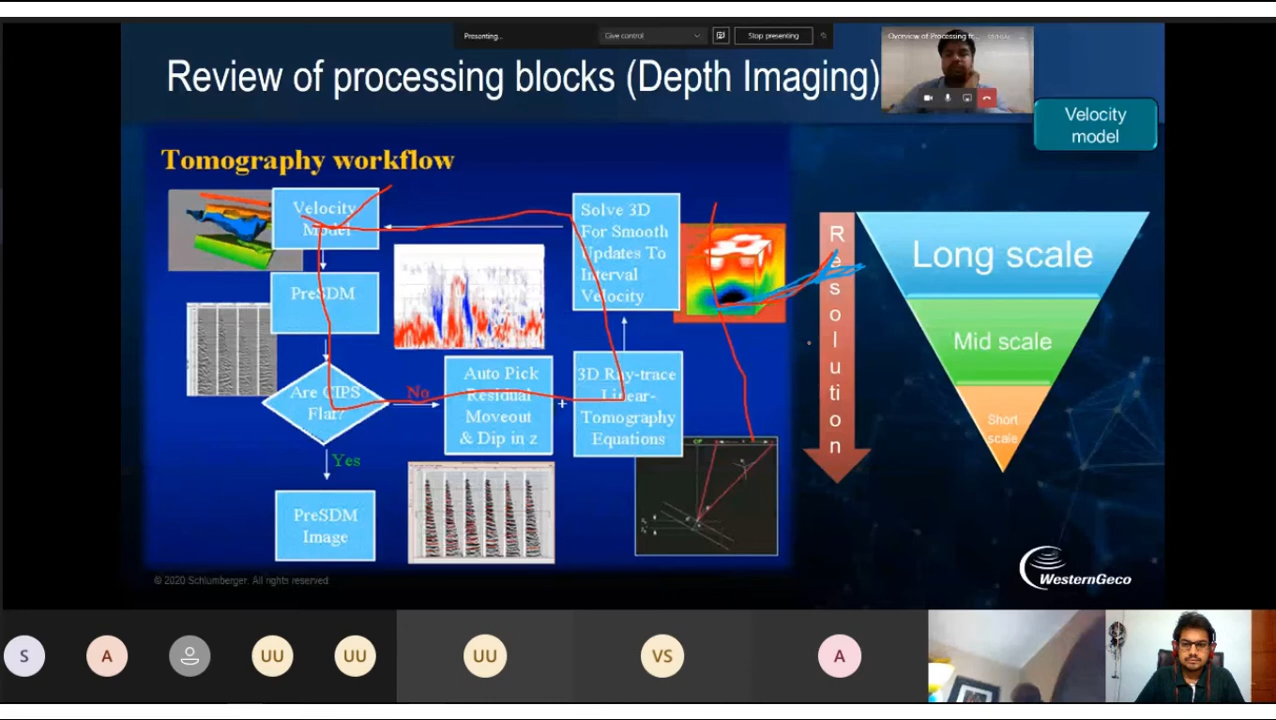 Presenting...
Give control
Stop presenting
Overview of Processing fr...
Review of processing blocks (Depth Imaging)
Velocity
model
Tomography workflow
Velocity
Model
PreSDM
Are CIPS
Flat?
No
Yes
PreSDM
Image
Auto Pick
Residual
Moveout
& Dip in z
+
3D Ray-trace
Linear-
Tomography
Equations
Solve 3D
For Smooth
Updates To
Interval
Velocity
CIP
Resolution
Long scale
Mid scale
Short
scale
© 2020 Schlumberger. All rights reserved.
WesternGeco
S
A
UU
UU
UU
VS
A